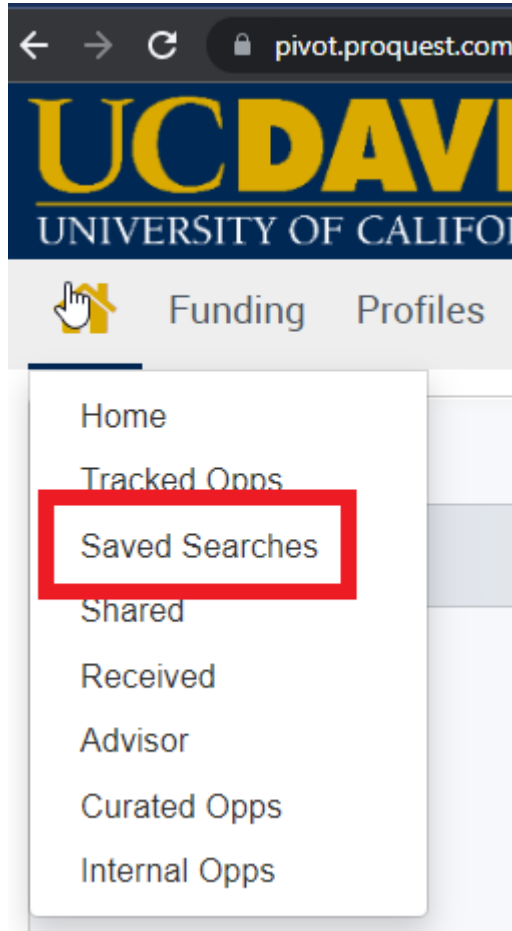 pivot.proquest.com
UCDAV
UNIVERSITY OF CALIFO
Funding Profiles
Home
Tracked Opps
Saved Searches
Shared
Received
Advisor
Curated Opps
Internal Opps